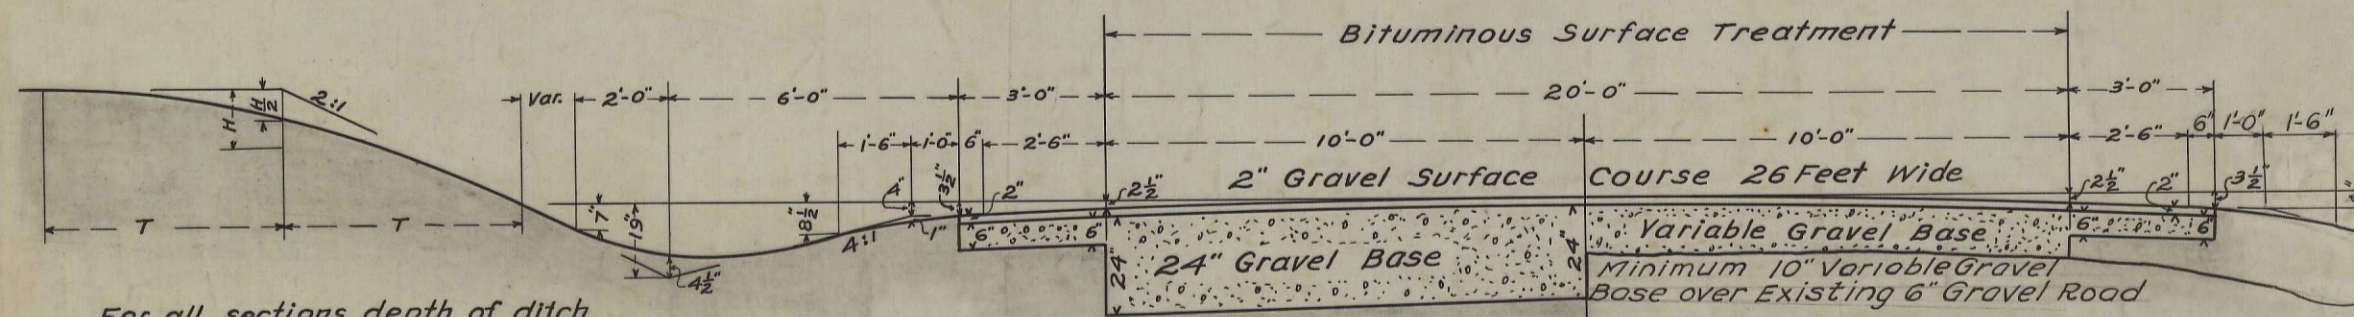 Bituminous Surface Treatment
Var. 2'-0" 6'-0" 3'-0" 20'-0" 3'-0"
H/2 2:1
H
1'-6" 1'-0" 6" 2'-6" 10'-0" 10'-0" 2'-6" 6" 1'-0" 1'-6"
2" Gravel Surface Course 26 Feet Wide
4" 3½" 2" 2½" 2½" 2" 3½"
T T 7" 19" 8½" 4:1 1" 6" 6" 6" 6"
Variable Gravel Base
24" 24" Gravel Base 24"
4½"
Minimum 10" Variable Gravel
Base over Existing 6" Gravel Road
For all sections depth of ditch